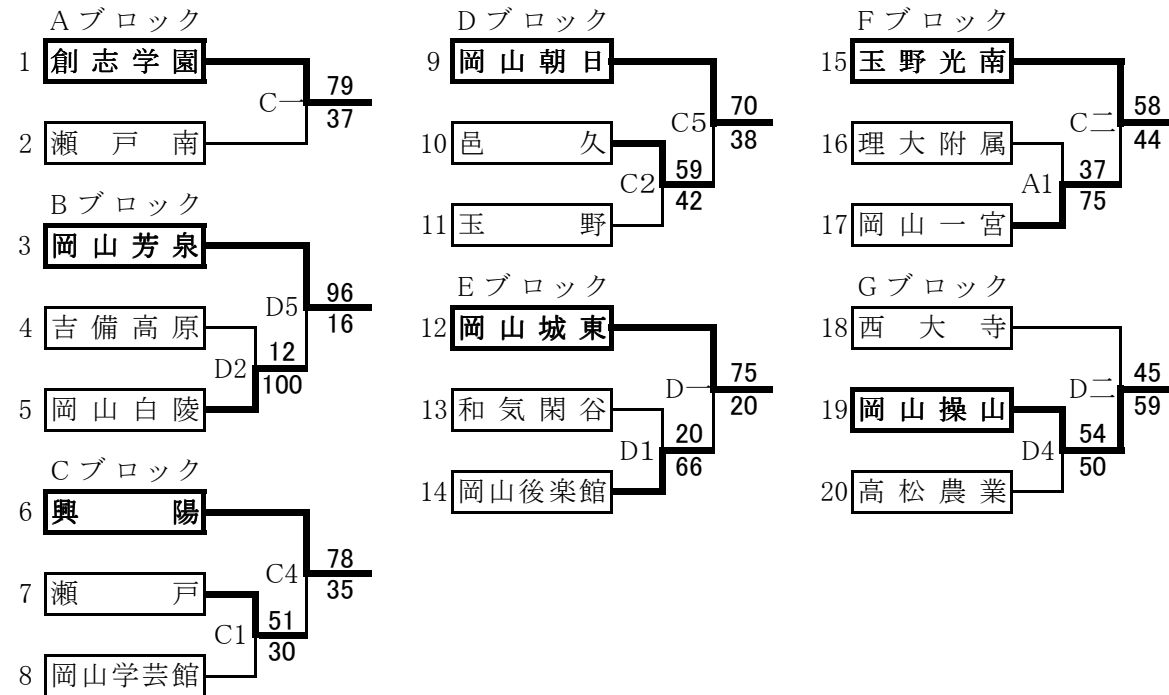 Aブロック
1 創志学園
C一
79
37
2 瀬戸南
Bブロック
3 岡山芳泉
D5
96
16
4 吉備高原
D2
12
100
5 岡山白陵
Cブロック
6 興陽
C4
78
35
7 瀬戸
C1
51
30
8 岡山学芸館
Dブロック
9 岡山朝日
C5
70
38
10 邑久
C2
59
42
11 玉野
Eブロック
12 岡山城東
D一
75
20
13 和気閑谷
D1
20
66
14 岡山後楽館
Fブロック
15 玉野光南
C二
58
44
16 理大附属
A1
37
75
17 岡山一宮
Gブロック
18 西大寺
D二
45
59
19 岡山操山
D4
54
50
20 高松農業